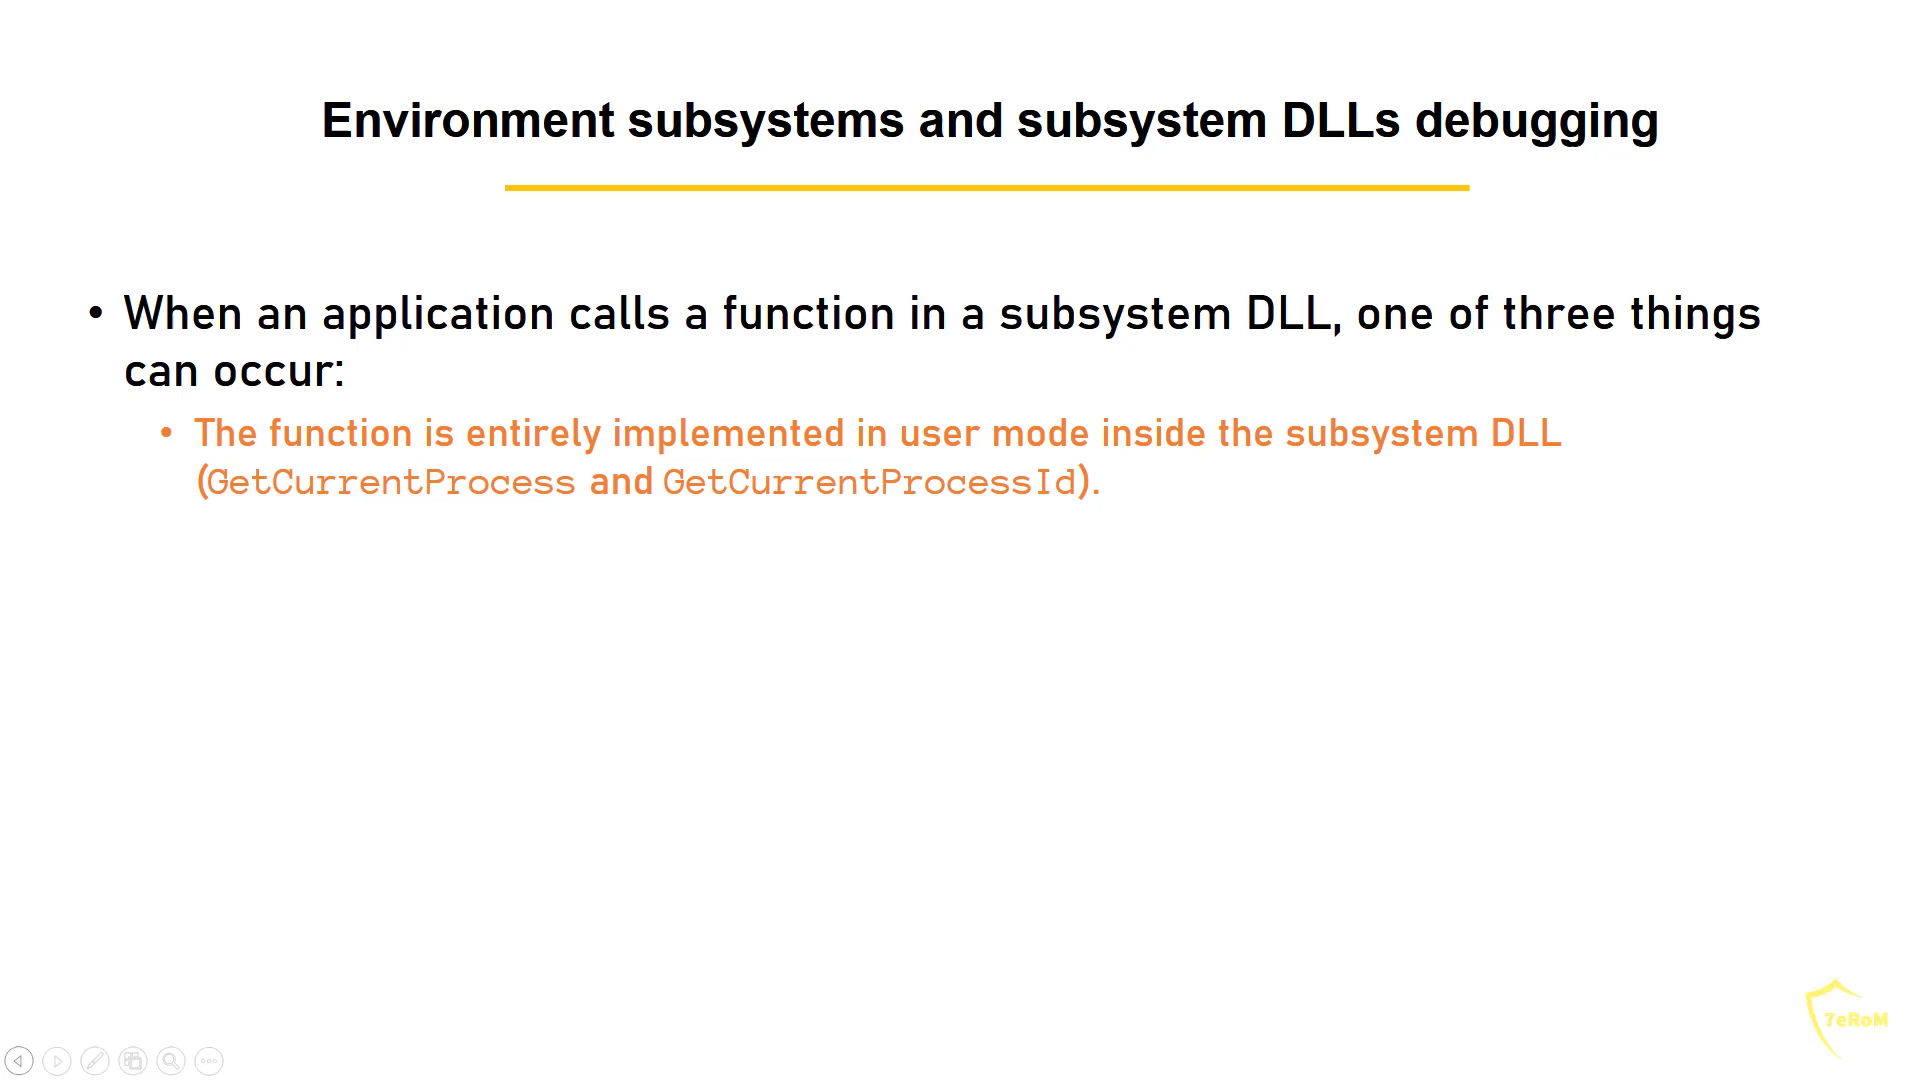 Environment subsystems and subsystem DLLs debugging
• When an application calls a function in a subsystem DLL, one of three things
can occur:
• The function is entirely implemented in user mode inside the subsystem DLL
(GetCurrentProcess and GetCurrentProcessId).
7eRoM